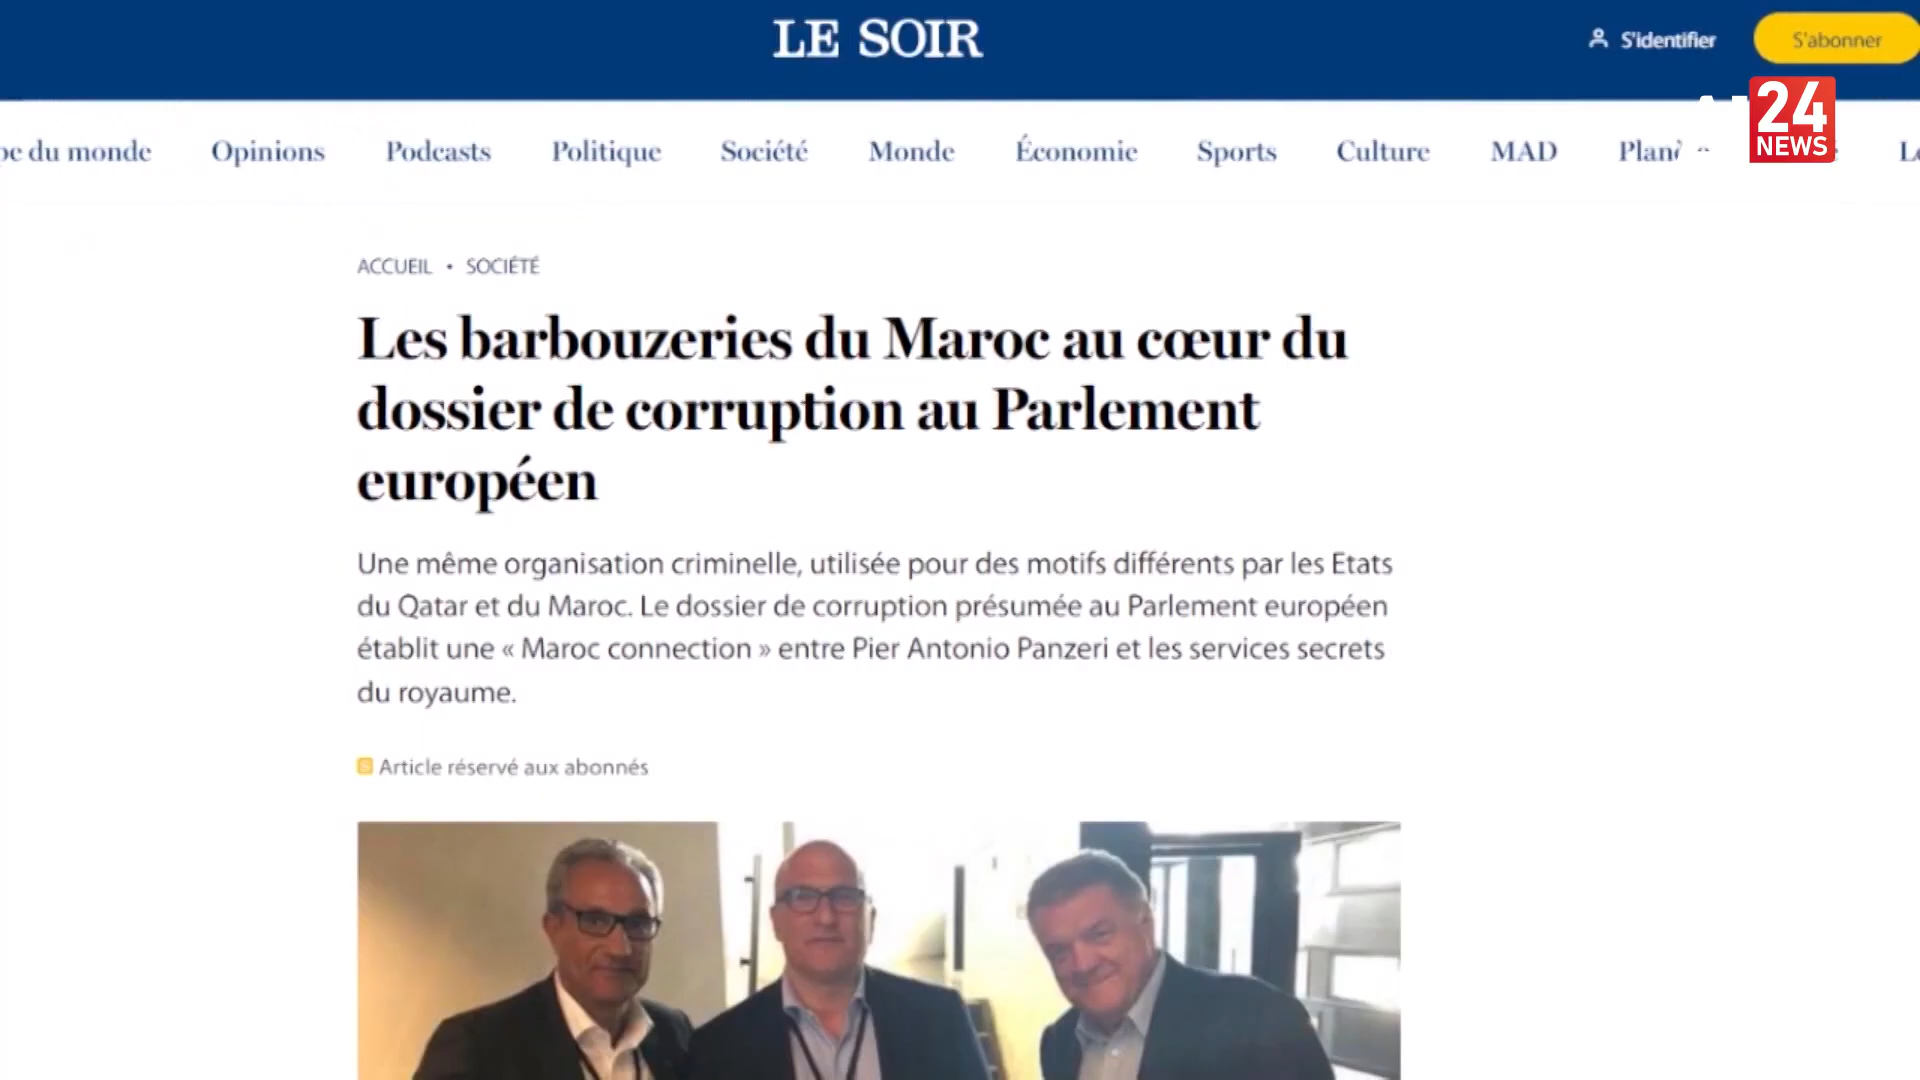 LE SOIR
S'identifier
S'abonner
24
NEWS
du monde Opinions Podcasts Politique Société Monde Économie Sports Culture MAD
ACCUEIL • SOCIÉTÉ
Les barbouzeries du Maroc au cœur du
dossier de corruption au Parlement
européen
Une même organisation criminelle, utilisée pour des motifs différents par les Etats
du Qatar et du Maroc. Le dossier de corruption présumée au Parlement européen
établit une « Maroc connection » entre Pier Antonio Panzeri et les services secrets
du royaume.
Article réservé aux abonnés